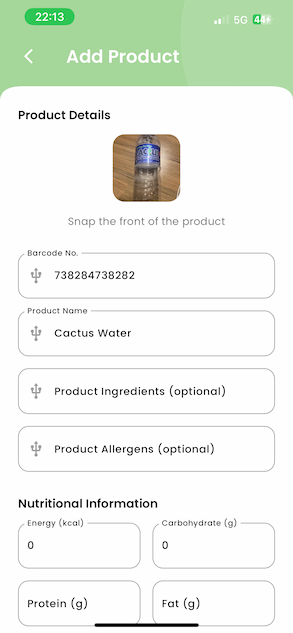 22:13
5G
44
Add Product
Product Details
Snap the front of the product
Barcode No.
738284738282
Product Name
Cactus Water
Product Ingredients (optional)
Product Allergens (optional)
Nutritional Information
Energy (kcal)
Carbohydrate (g)
0
0
Protein (g)
Fat (g)